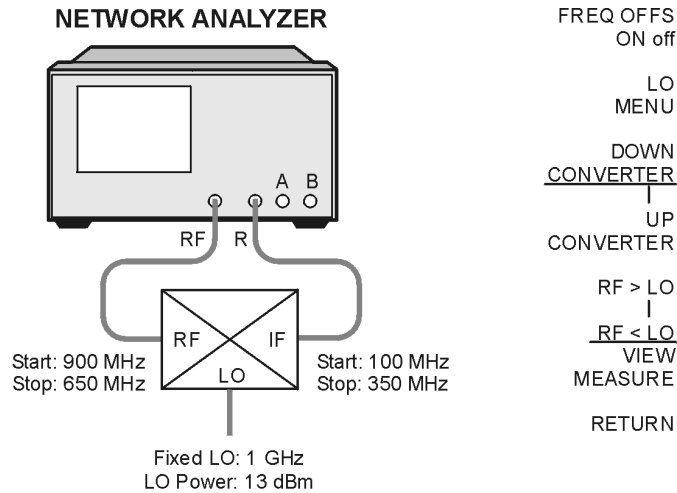 NETWORK ANALYZER
A B
RF R
RF IF
LO
Start: 900 MHz
Stop: 650 MHz
Start: 100 MHz
Stop: 350 MHz
Fixed LO: 1 GHz
LO Power: 13 dBm
FREQ OFFS
ON off
LO
MENU
DOWN
CONVERTER
UP
CONVERTER
RF > LO
RF < LO
VIEW
MEASURE
RETURN